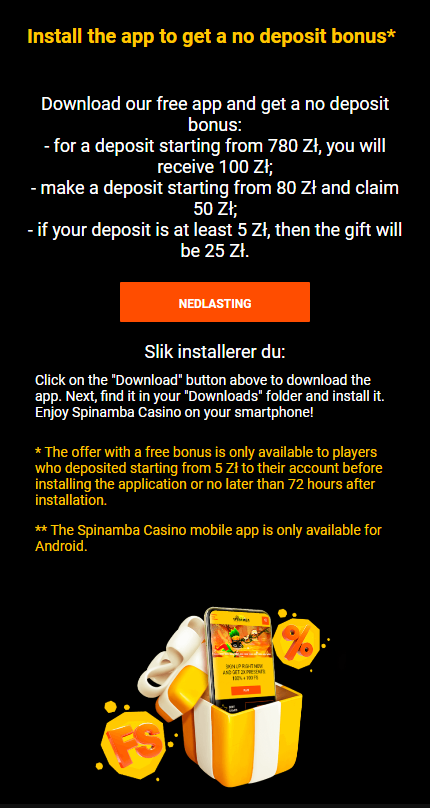 Install the app to get a no deposit bonus*
Download our free app and get a no deposit
bonus:
- for a deposit starting from 780 Zł, you will
receive 100 Zł;
- make a deposit starting from 80 Zł and claim
50 Zł;
- if your deposit is at least 5 Zł, then the gift will
be 25 Zł.
NEDLASTING
Slik installerer du:
Click on the "Download" button above to download the
app. Next, find it in your "Downloads" folder and install it.
Enjoy Spinamba Casino on your smartphone!
* The offer with a free bonus is only available to players
who deposited starting from 5 Zł to their account before
installing the application or no later than 72 hours after
installation.
** The Spinamba Casino mobile app is only available for
Android.
%
SIGN UP RIGHT NOW
AND GET 2X PRESENTS:
100% + 100 FS
FS